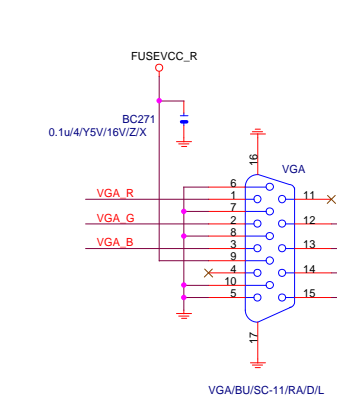 FUSEVCC_R
BC271
0.1u/4/Y5V/16V/Z/X
16
VGA
6
VGA_R
1
11
7
VGA_G
2
12
8
VGA_B
3
13
9
4
14
10
5
15
17
VGA/BU/SC-11/RA/D/L